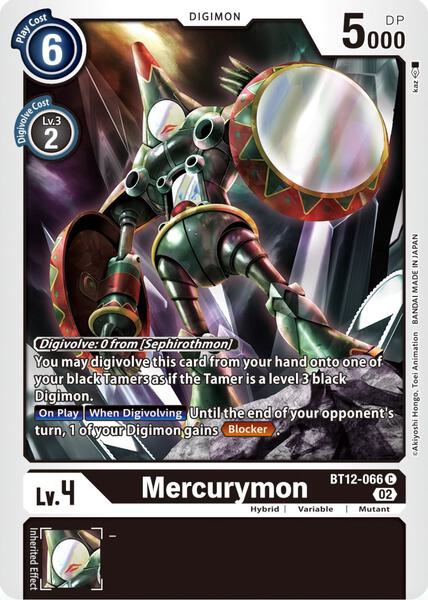 Play Cost
6
DIGIMON
DP
5000
Digivolve Cost
Lv.3
2
kaz
©Akiyoshi Hongo, Toei Animation BANDAI MADE IN JAPAN
Digivolve: 0 from [Sephirothmon]
You may digivolve this card from your hand onto one of
your black Tamers as if the Tamer is a level 3 black
Digimon.
On Play When Digivolving Until the end of your opponent's
turn, 1 of your Digimon gains Blocker .
Lv.4
Mercurymon
BT12-066 C
02
Hybrid | Variable | Mutant
Inherited Effect
-